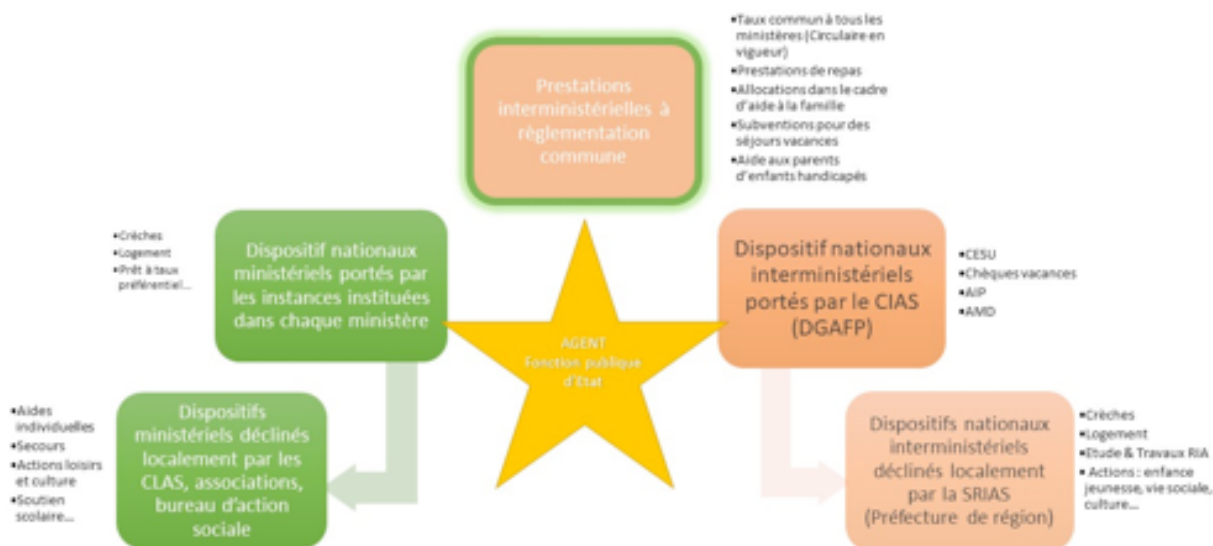 Prestations
interministérielles à
règlementation
commune
•Taux commun à tous les
ministères (Circulaire en
vigueur)
•Prestations de repas
•Allocations dans le cadre
d'aide à la famille
•Subventions pour des
séjours vacances
•Aide aux parents
d'enfants handicapés
•Crèches
•Logement
•Prêt à taux
préférentiel...
Dispositif nationaux
ministériels portés par
les instances instituées
dans chaque ministère
AGENT
Fonction publique
d'Etat
Dispositif nationaux
interministériels
portés par le CIAS
(DGAFP)
•CESU
•Chèques vacances
•AIP
•AMD
•Aides
individuelles
•Secours
•Actions loisirs
et culture
•Soutien
scolaire...
Dispositifs
ministériels déclinés
localement par les
CLAS, associations,
bureau d'action
sociale
Dispositifs nationaux
interministériels
déclinés localement
par la SRIAS
(Préfecture de région)
•Crèches
•Logement
•Etude & Travaux RIA
• Actions : enfance
jeunesse, vie sociale,
culture...